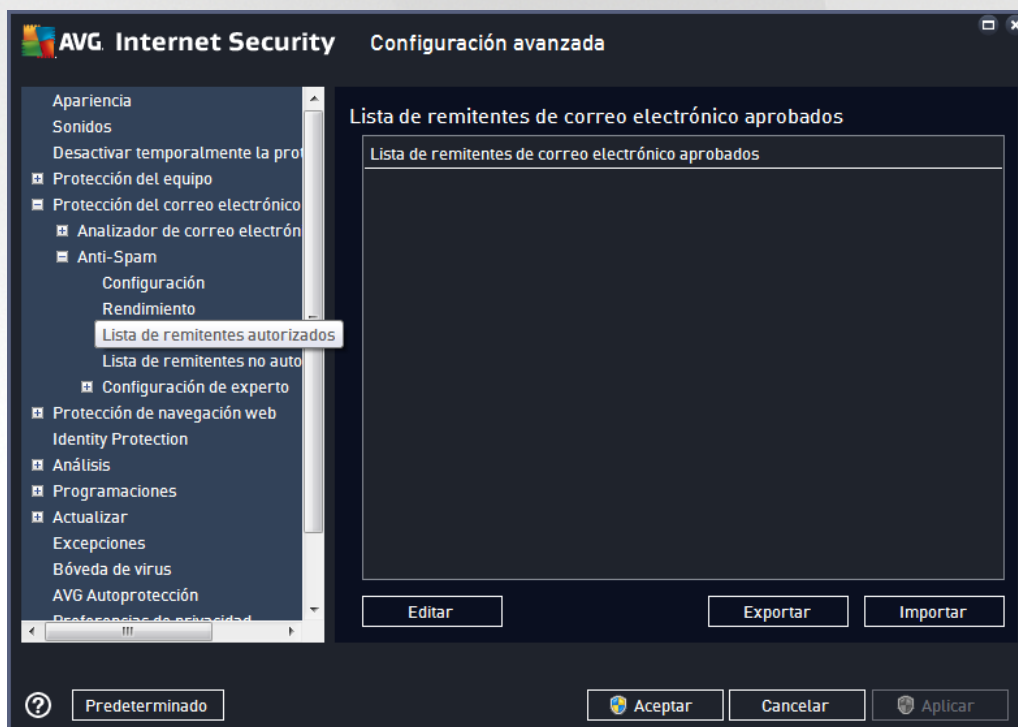 AVG Internet Security Configuración avanzada
Apariencia
Sonidos
Desactivar temporalmente la prot
Protección del equipo
Protección del correo electrónico
Analizador de correo electrón
Anti-Spam
Configuración
Rendimiento
Lista de remitentes autorizados
Lista de remitentes no auto
Configuración de experto
Protección de navegación web
Identity Protection
Análisis
Programaciones
Actualizar
Excepciones
Bóveda de virus
AVG Autoprotección
Preferencias de privacidad
Lista de remitentes de correo electrónico aprobados
Lista de remitentes de correo electrónico aprobados
Editar Exportar Importar
Predeterminado Aceptar Cancelar Aplicar